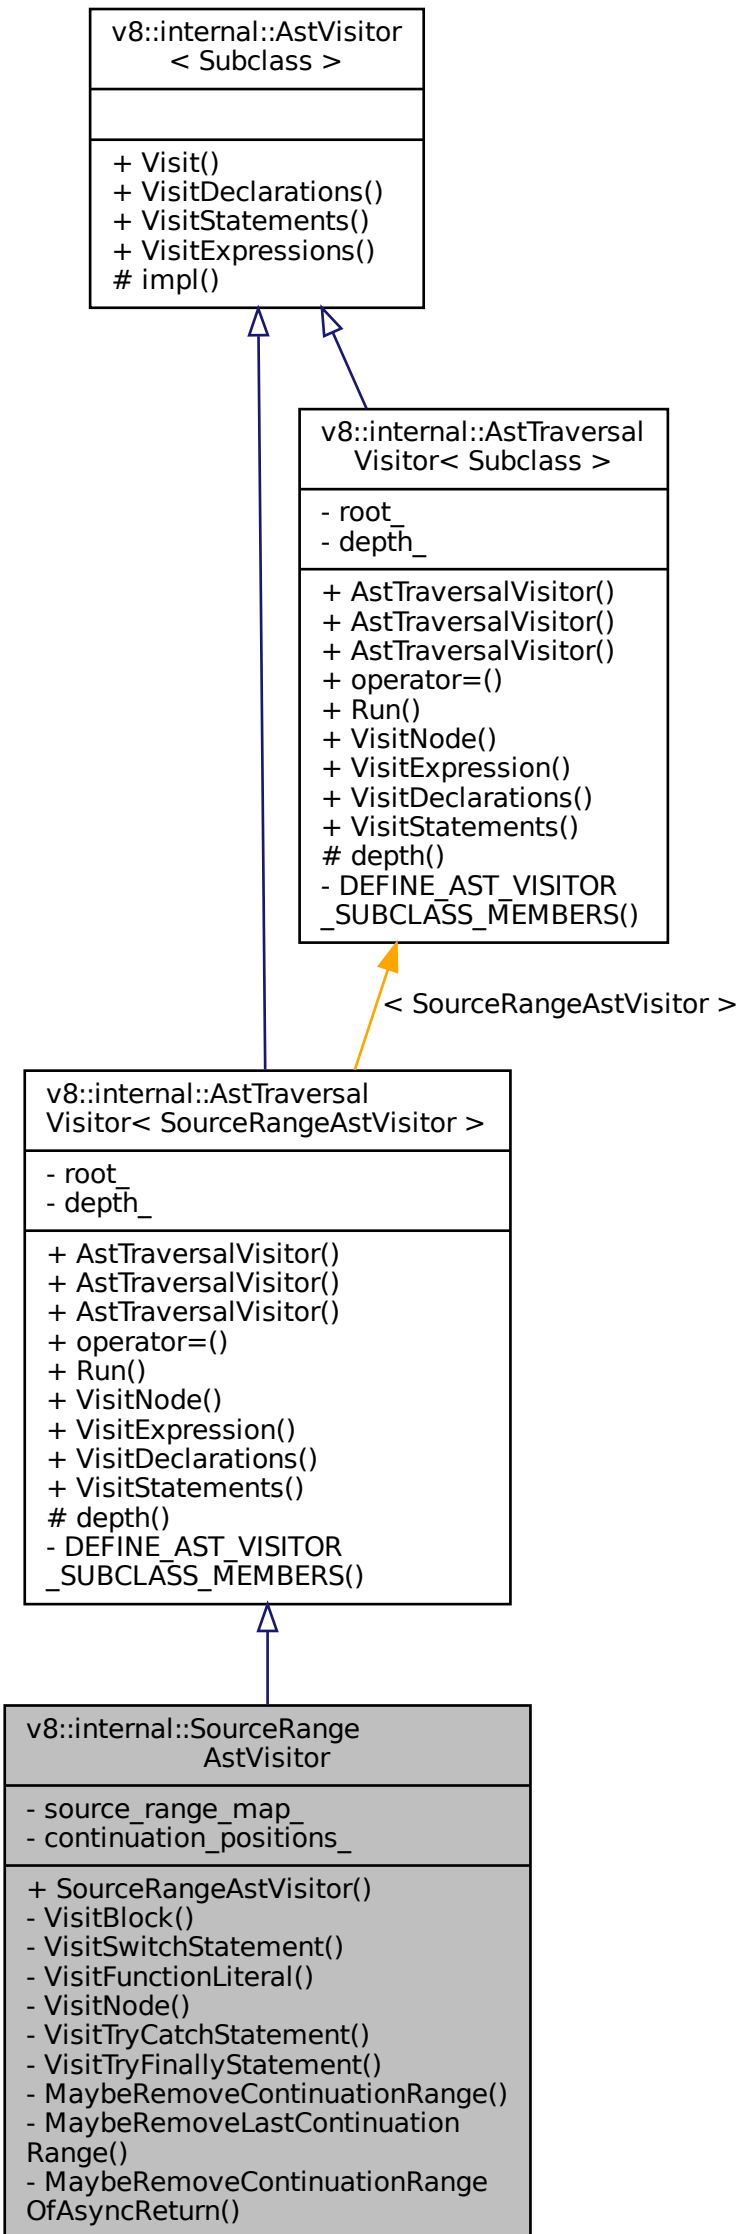 v8::internal::AstVisitor
< Subclass >
+ Visit()
+ VisitDeclarations()
+ VisitStatements()
+ VisitExpressions()
# impl()
v8::internal::AstTraversal
Visitor< Subclass >
- root_
- depth_
+ AstTraversalVisitor()
+ AstTraversalVisitor()
+ AstTraversalVisitor()
+ operator=()
+ Run()
+ VisitNode()
+ VisitExpression()
+ VisitDeclarations()
+ VisitStatements()
# depth()
- DEFINE_AST_VISITOR
_SUBCLASS_MEMBERS()
< SourceRangeAstVisitor >
v8::internal::AstTraversal
Visitor< SourceRangeAstVisitor >
- root_
- depth_
+ AstTraversalVisitor()
+ AstTraversalVisitor()
+ AstTraversalVisitor()
+ operator=()
+ Run()
+ VisitNode()
+ VisitExpression()
+ VisitDeclarations()
+ VisitStatements()
# depth()
- DEFINE_AST_VISITOR
_SUBCLASS_MEMBERS()
v8::internal::SourceRange
AstVisitor
- source_range_map_
- continuation_positions_
+ SourceRangeAstVisitor()
- VisitBlock()
- VisitSwitchStatement()
- VisitFunctionLiteral()
- VisitNode()
- VisitTryCatchStatement()
- VisitTryFinallyStatement()
- MaybeRemoveContinuationRange()
- MaybeRemoveLastContinuation
Range()
- MaybeRemoveContinuationRange
OfAsyncReturn()